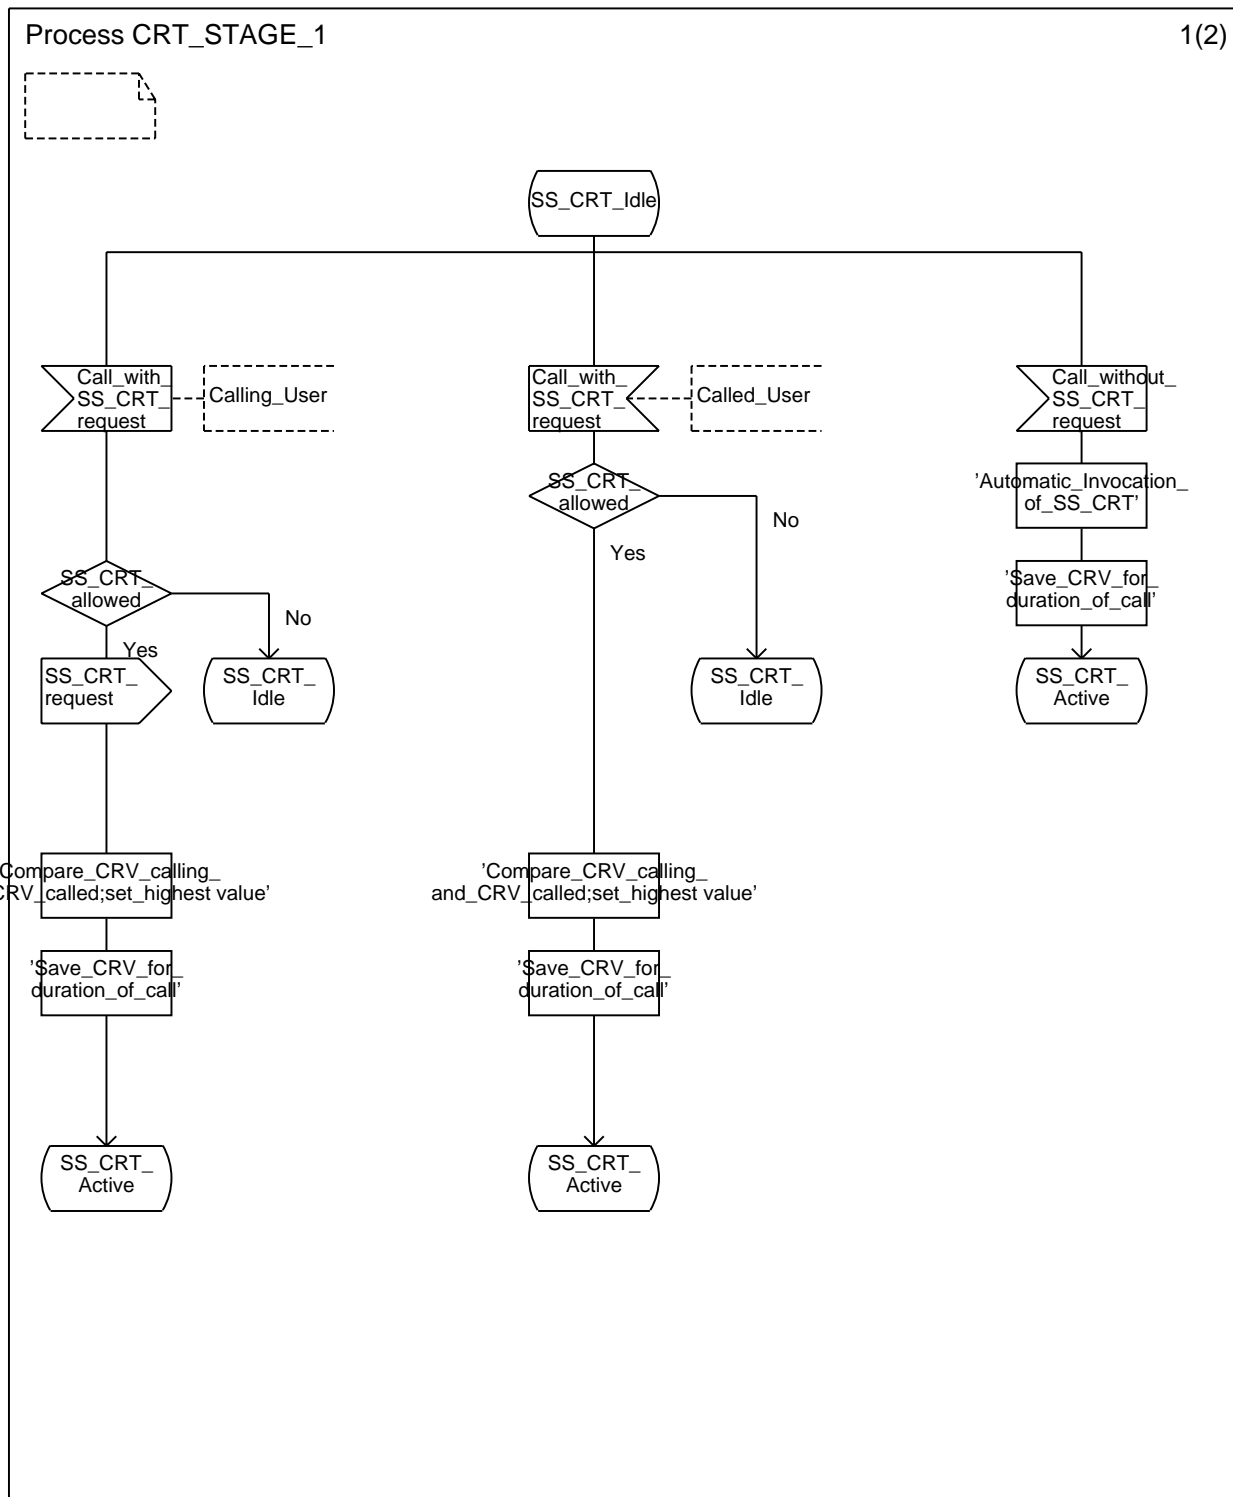 Process CRT_STAGE_1
1(2)
SS_CRT_Idle
Call_with_
SS_CRT_
request
Calling_User
Call_with_
SS_CRT_
request
Called_User
Call_without_
SS_CRT_
request
SS_CRT_
allowed
No
Yes
'Automatic_Invocation_
of_SS_CRT'
SS_CRT_
allowed
No
Yes
'Save_CRV_for_
duration_of_call'
SS_CRT_
request
SS_CRT_
Idle
SS_CRT_
Idle
SS_CRT_
Active
Compare_CRV_calling_
CRV_called;set_highest value'
'Compare_CRV_calling_
and_CRV_called;set_highest value'
'Save_CRV_for_
duration_of_call'
'Save_CRV_for_
duration_of_call'
SS_CRT_
Active
SS_CRT_
Active